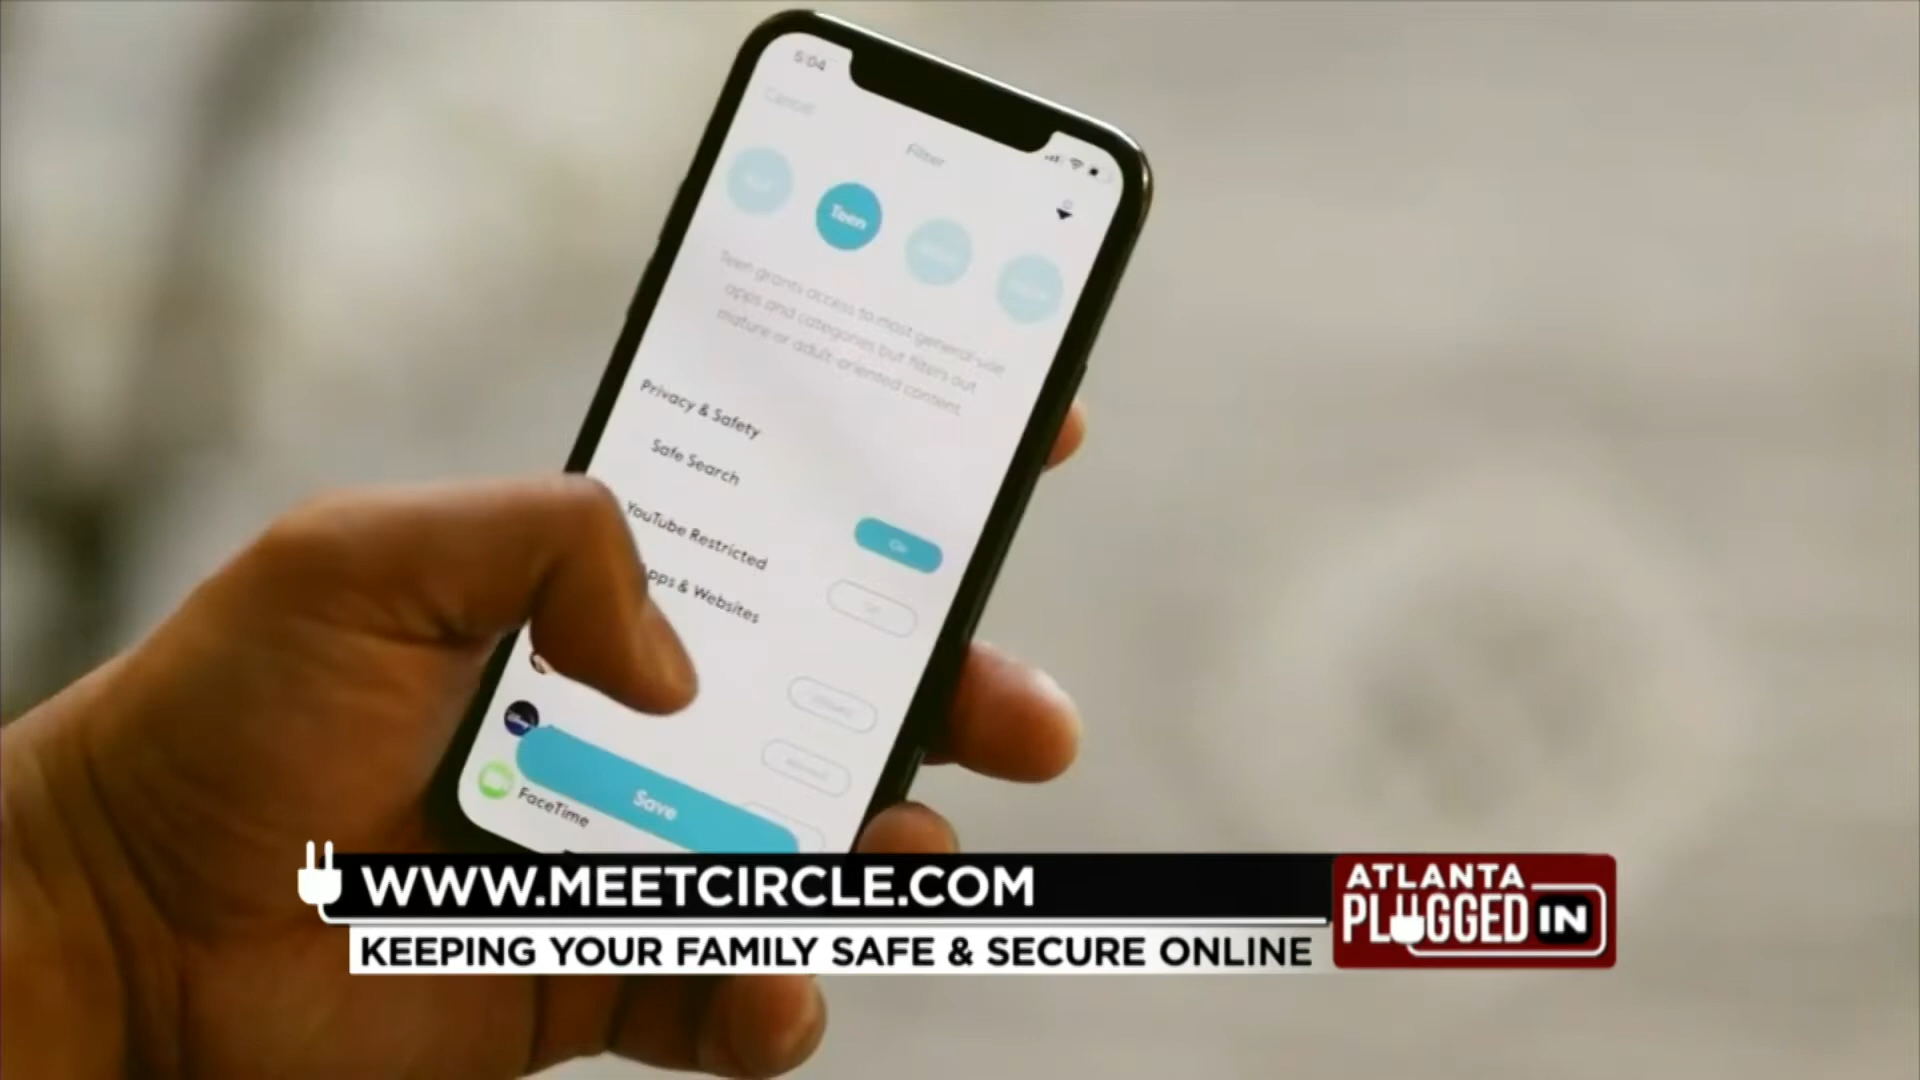 5:04
Cancel
Filter
Teen
Teen grants access to most general-use
apps and categories but filters out
mature or adult-oriented content.
Privacy & Safety
Safe Search
On
YouTube Restricted
Apps & Websites
Save
FaceTime
WWW.MEETCIRCLE.COM
KEEPING YOUR FAMILY SAFE & SECURE ONLINE
ATLANTA
PLUGGED IN